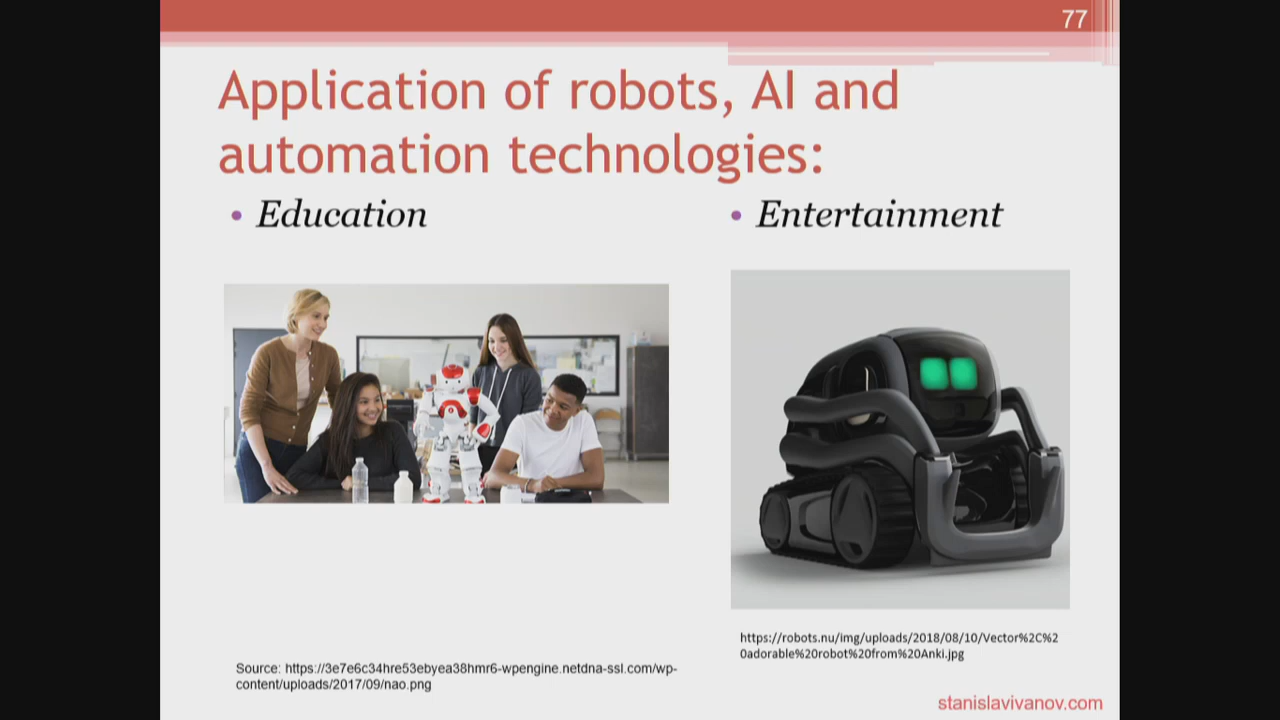 77
Application of robots, AI and
automation technologies:
• Education
• Entertainment
https://robots.nu/img/uploads/2018/08/10/Vector%2C%2
0adorable%20robot%20from%20Anki.jpg
Source: https://3e7e6c34hre53ebyea38hmr6-wpengine.netdna-ssl.com/wp-
content/uploads/2017/09/nao.png
stanislavivanov.com